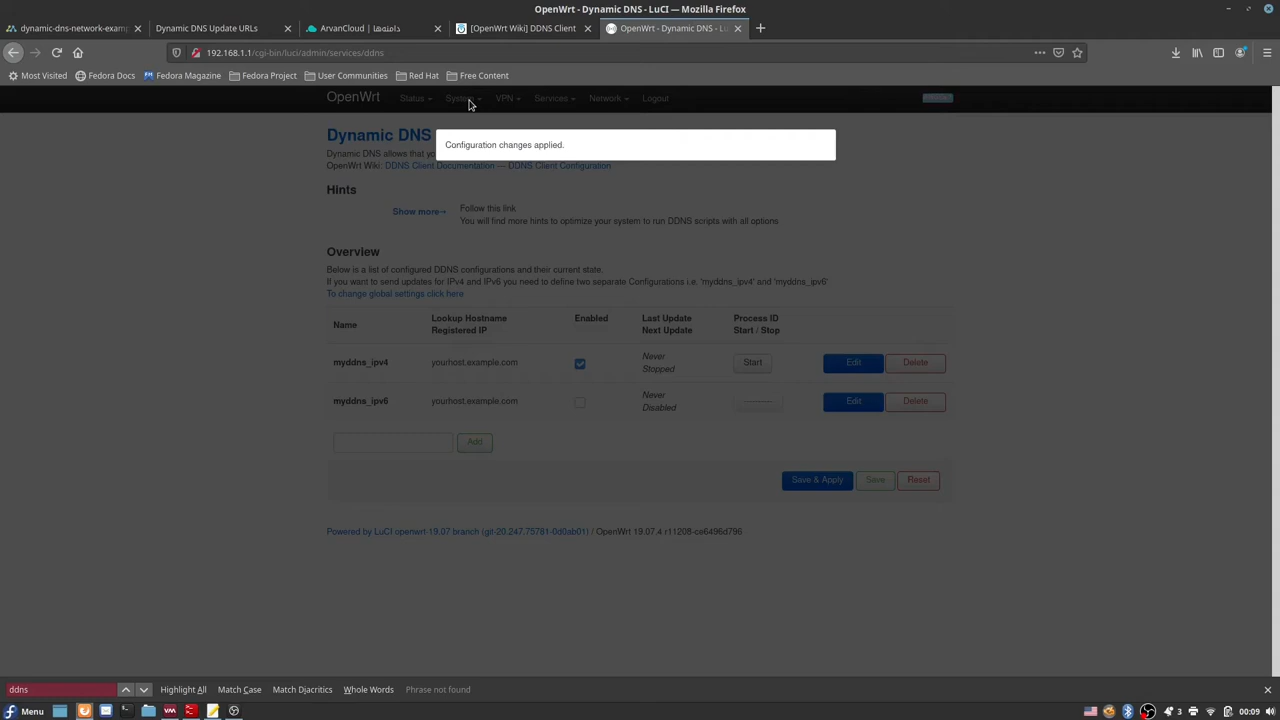 OpenWrt - Dynamic DNS - LuCI — Mozilla Firefox
dynamic-dns-network-exam
Dynamic DNS Update URLs
ArvanCloud | دامنه‌ها
[OpenWrt Wiki] DDNS Client
OpenWrt - Dynamic DNS - Lu
192.168.1.1/cgi-bin/luci/admin/services/ddns
Most Visited
Fedora Docs
Fedora Magazine
Fedora Project
User Communities
Red Hat
Free Content
OpenWrt Status System VPN Services Network Logout
Dynamic DNS
Configuration changes applied.
Dynamic DNS allows that yo
OpenWrt Wiki: DDNS Client Documentation — DDNS Client Configuration
Hints
Show more→
Follow this link
You will find more hints to optimize your system to run DDNS scripts with all options
Overview
Below is a list of configured DDNS configurations and their current state.
If you want to send updates for IPv4 and IPv6 you need to define two separate Configurations i.e. 'myddns_ipv4' and 'myddns_ipv6'
To change global settings click here
Name
Lookup Hostname
Registered IP
Enabled
Last Update
Next Update
Process ID
Start / Stop
myddns_ipv4
yourhost.example.com
Never
Stopped
Start
Edit
Delete
myddns_ipv6
yourhost.example.com
Never
Disabled
----------
Edit
Delete
Add
Save & Apply
Save
Reset
Powered by LuCI openwrt-19.07 branch (git-20.247.75781-0d0ab01) / OpenWrt 19.07.4 r11208-ce6496d796
ddns
Highlight All
Match Case
Match Diacritics
Whole Words
Phrase not found
Menu
3
00:09